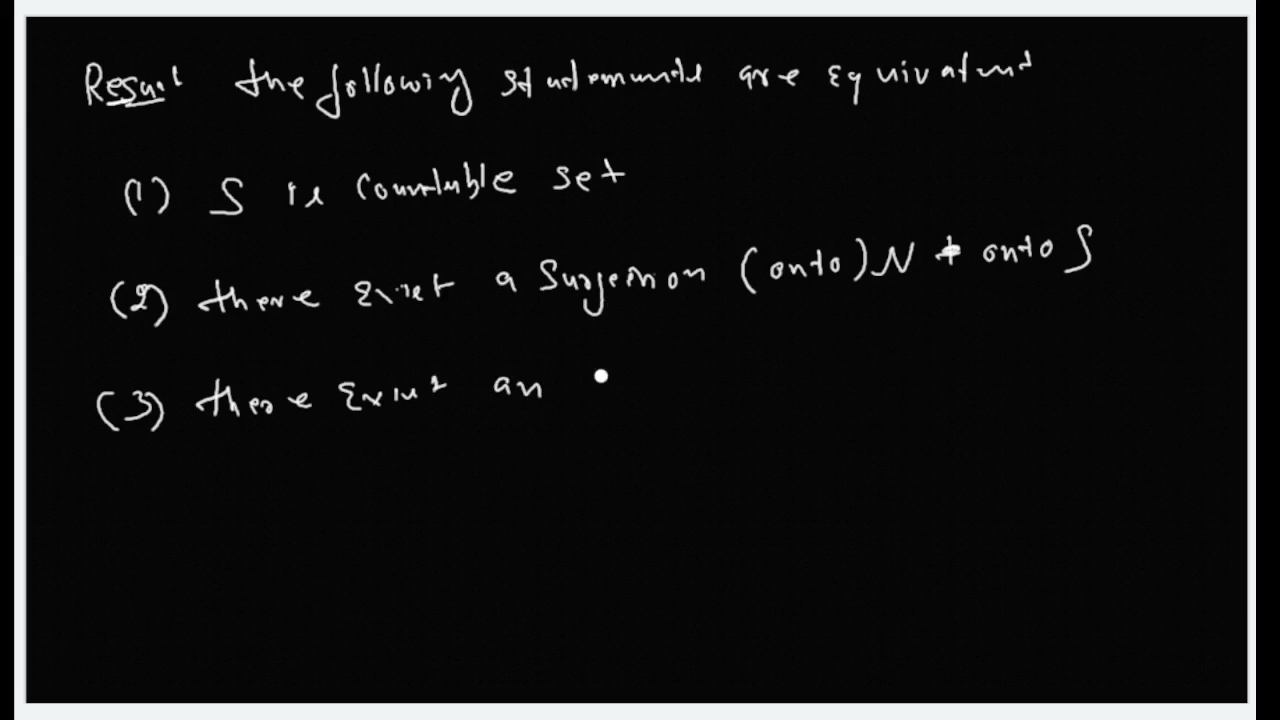 Result the following statements are Equivalent
(1) S is Countable set
(2) there Exist a Surjection (onto) N onto S
(3) there Exist an